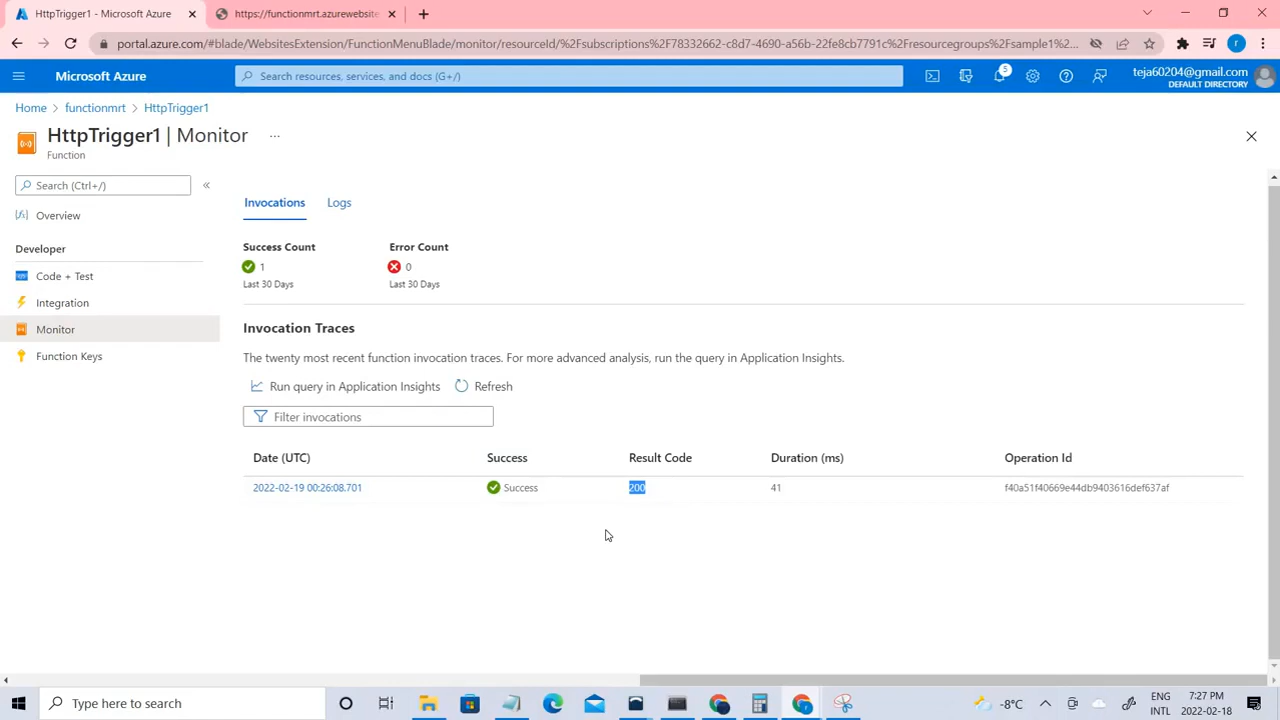 HttpTrigger1 - Microsoft Azure
https://functionmrt.azurewebsite
portal.azure.com/#blade/WebsitesExtension/FunctionMenuBlade/monitor/resourceId/%2Fsubscriptions%2F78332662-c8d7-4690-a56b-22fe8cb7791c%2Fresourcegroups%2Fsample1%2...
r
Microsoft Azure
Search resources, services, and docs (G+/)
5
teja60204@gmail.com
DEFAULT DIRECTORY
Home > functionmrt > HttpTrigger1
HttpTrigger1 | Monitor ...
Function
Search (Ctrl+/)
«
Overview
Developer
Code + Test
Integration
Monitor
Function Keys
Invocations Logs
Success Count Error Count
1 0
Last 30 Days Last 30 Days
Invocation Traces
The twenty most recent function invocation traces. For more advanced analysis, run the query in Application Insights.
Run query in Application Insights Refresh
Filter invocations
Date (UTC) Success Result Code Duration (ms) Operation Id
2022-02-19 00:26:08.701 Success 200 41 f40a51f40669e44db9403616def637af
Type here to search
-8°C
ENG
INTL
7:27 PM
2022-02-18